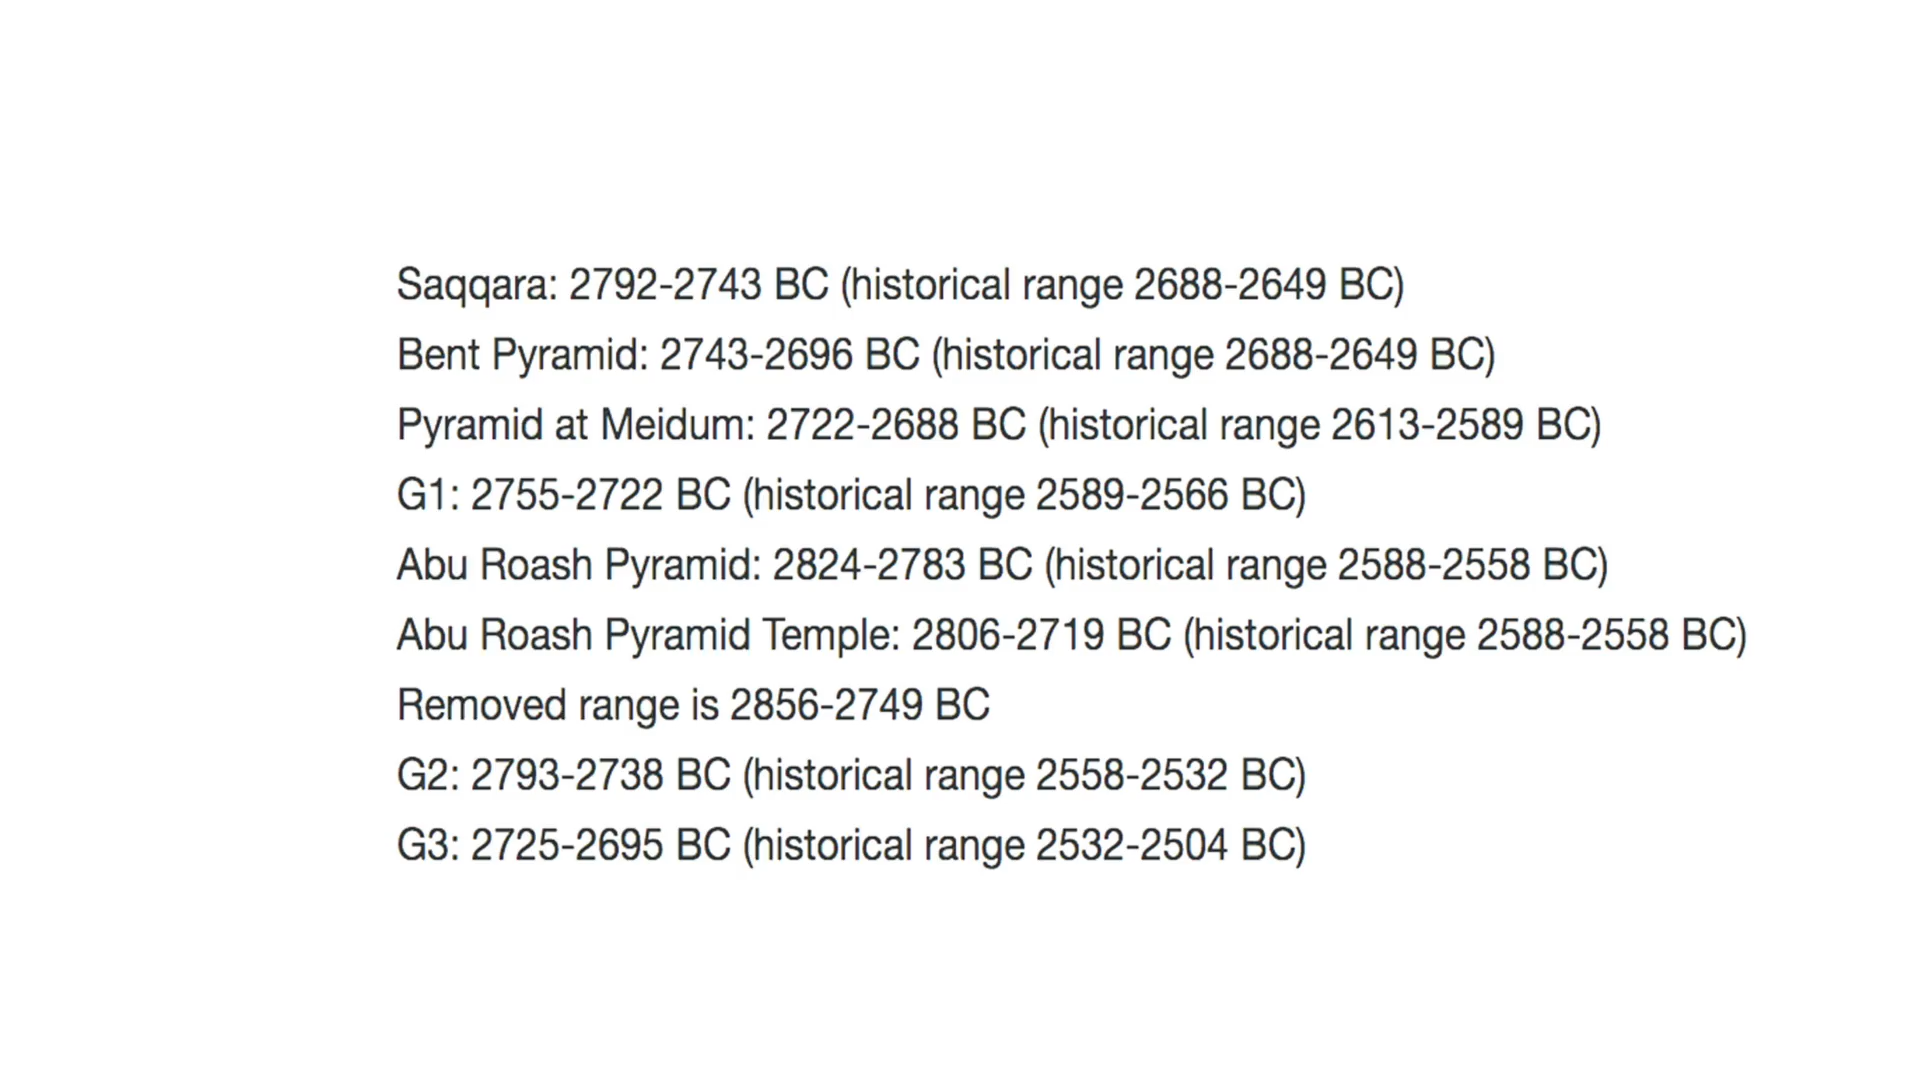 Saqqara: 2792-2743 BC (historical range 2688-2649 BC)
Bent Pyramid: 2743-2696 BC (historical range 2688-2649 BC)
Pyramid at Meidum: 2722-2688 BC (historical range 2613-2589 BC)
G1: 2755-2722 BC (historical range 2589-2566 BC)
Abu Roash Pyramid: 2824-2783 BC (historical range 2588-2558 BC)
Abu Roash Pyramid Temple: 2806-2719 BC (historical range 2588-2558 BC)
Removed range is 2856-2749 BC
G2: 2793-2738 BC (historical range 2558-2532 BC)
G3: 2725-2695 BC (historical range 2532-2504 BC)